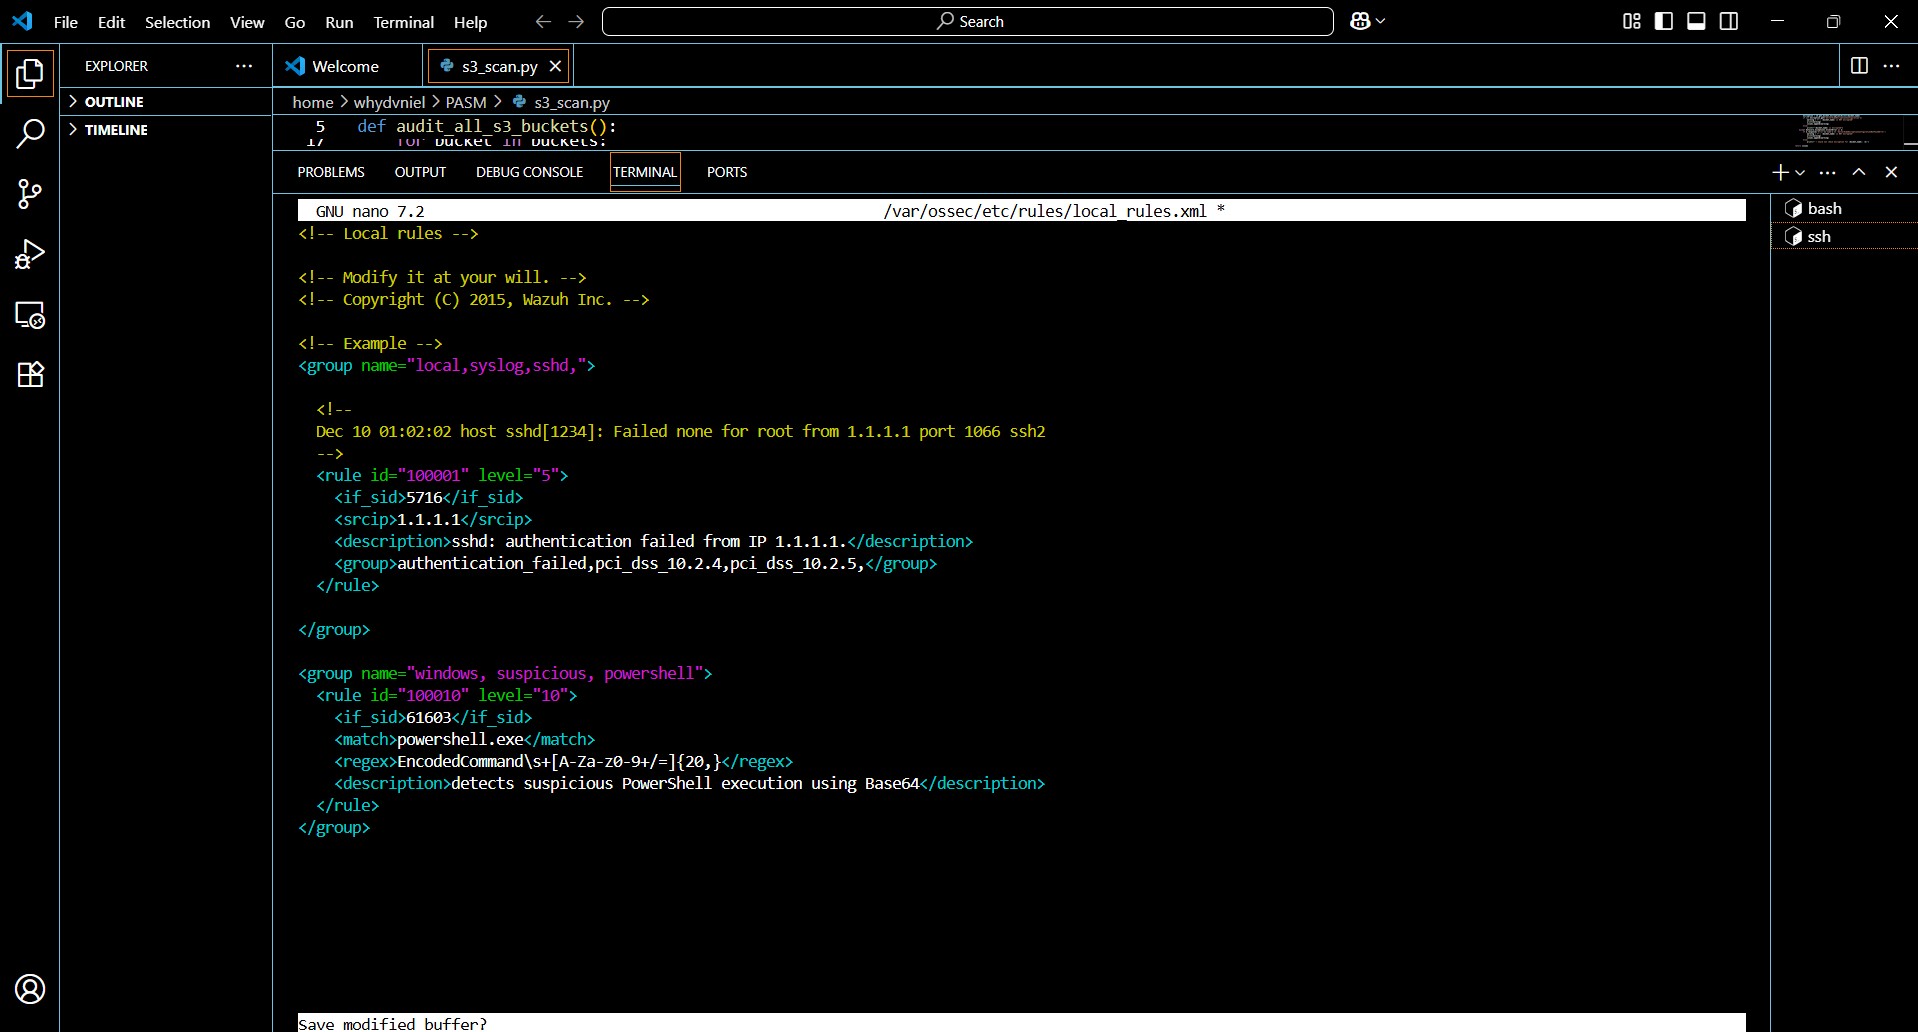 File Edit Selection View Go Run Terminal Help
Search
EXPLORER
OUTLINE
TIMELINE
Welcome
s3_scan.py
home > whydvniel > PASM > s3_scan.py
5 def audit_all_s3_buckets():
17 for bucket in buckets:
PROBLEMS OUTPUT DEBUG CONSOLE TERMINAL PORTS
bash
ssh
GNU nano 7.2 /var/ossec/etc/rules/local_rules.xml *
<!-- Local rules -->
<!-- Modify it at your will. -->
<!-- Copyright (C) 2015, Wazuh Inc. -->
<!-- Example -->
<group name="local,syslog,sshd,">
<!--
Dec 10 01:02:02 host sshd[1234]: Failed none for root from 1.1.1.1 port 1066 ssh2
-->
<rule id="100001" level="5">
<if_sid>5716</if_sid>
<srcip>1.1.1.1</srcip>
<description>sshd: authentication failed from IP 1.1.1.1.</description>
<group>authentication_failed,pci_dss_10.2.4,pci_dss_10.2.5,</group>
</rule>
</group>
<group name="windows, suspicious, powershell">
<rule id="100010" level="10">
<if_sid>61603</if_sid>
<match>powershell.exe</match>
<regex>EncodedCommand\s+[A-Za-z0-9+/=]{20,}</regex>
<description>detects suspicious PowerShell execution using Base64</description>
</rule>
</group>
Save modified buffer?